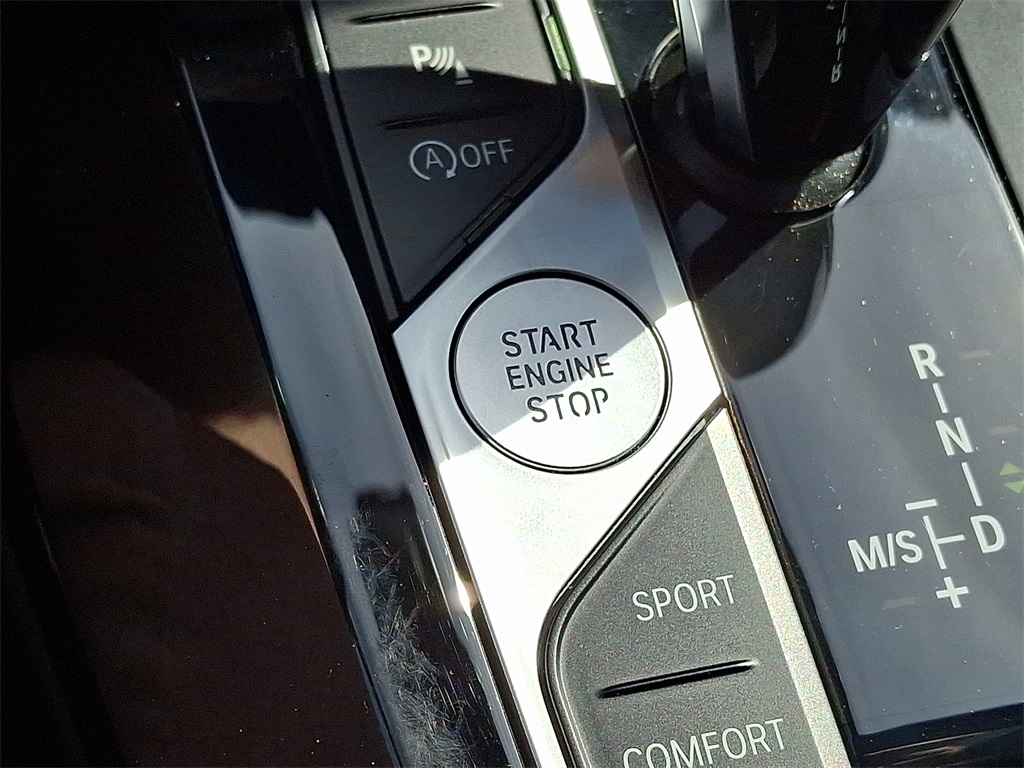 P
A OFF
START
ENGINE
STOP
R
N
D
M/S
−
+
SPORT
COMFORT